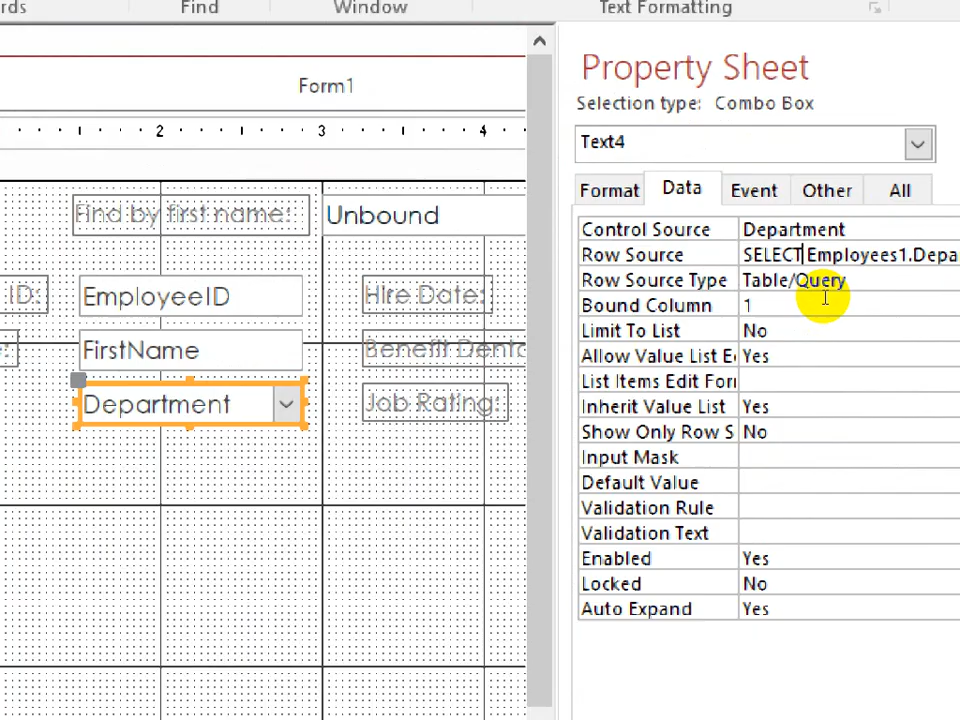 rds Find Window Text Formatting
Form1
2 3 4
Find by first name: Unbound
ID: EmployeeID Hire Date:
FirstName
Department Job Rating:
Property Sheet
Selection type: Combo Box
Text4
Format Data Event Other All
Control Source Department
Row Source SELECT Employees1.Depa
Row Source Type Table/Query
Bound Column 1
Limit To List No
Allow Value List E Yes
List Items Edit For
Inherit Value List Yes
Show Only Row S No
Input Mask
Default Value
Validation Rule
Validation Text
Enabled Yes
Locked No
Auto Expand Yes